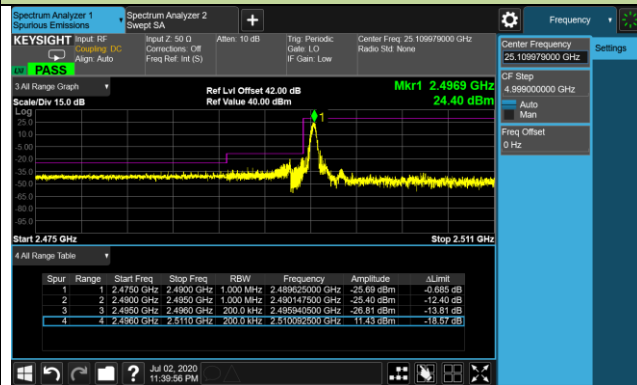 Spectrum Analyzer 1
Spurious Emissions
Spectrum Analyzer 2
Swept SA
Frequency
KEYSIGHT
Input: RF
Coupling: DC
Align: Auto
Input Z: 50 Ω
Corrections: Off
Freq Ref: Int (S)
Atten: 10 dB
Trig: Periodic
Gate: LO
IF Gain: Low
Center Freq: 25.109979000 GHz
Radio Std: None
PASS
Center Frequency
25.109979000 GHz
Settings
CF Step
4.999000000 GHz
Auto
Man
Freq Offset
0 Hz
3 All Range Graph
Scale/Div 15.0 dB
Ref Lvl Offset 42.00 dB
Ref Value 40.00 dBm
Mkr1 2.4969 GHz
24.40 dBm
Log
25.0
10.0
-5.00
-20.0
-35.0
-50.0
-65.0
-80.0
-95.0
1
Start 2.475 GHz
Stop 2.511 GHz
4 All Range Table
Spur Range Start Freq Stop Freq RBW Frequency Amplitude ΔLimit
1 1 2.4750 GHz 2.4900 GHz 1.000 MHz 2.489625000 GHz -25.69 dBm -0.685 dB
2 2 2.4900 GHz 2.4950 GHz 1.000 MHz 2.490147500 GHz -25.40 dBm -12.40 dB
3 3 2.4950 GHz 2.4960 GHz 200.0 kHz 2.495940500 GHz -26.81 dBm -13.81 dB
4 4 2.4960 GHz 2.5110 GHz 200.0 kHz 2.510092500 GHz 11.43 dBm -18.57 dB
Jul 02, 2020
11:39:56 PM